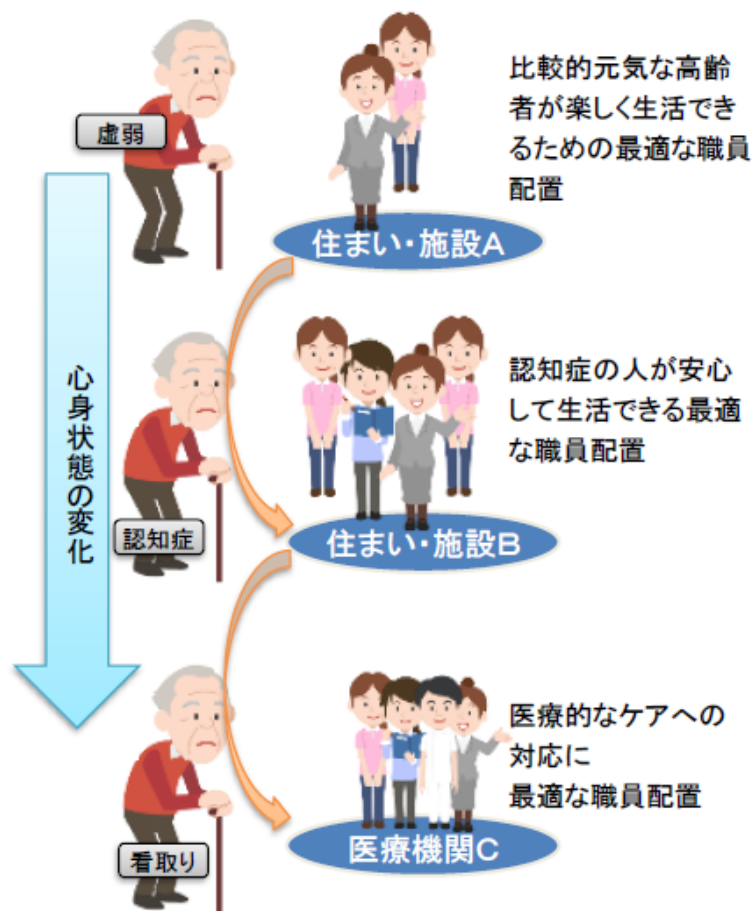 虚弱
比較的元気な高齢
者が楽しく生活でき
るための最適な職員
配置
住まい・施設A
心身状態の変化
認知症の人が安心
して生活できる最適
な職員配置
認知症
住まい・施設B
医療的なケアへの
対応に
最適な職員配置
看取り
医療機関C